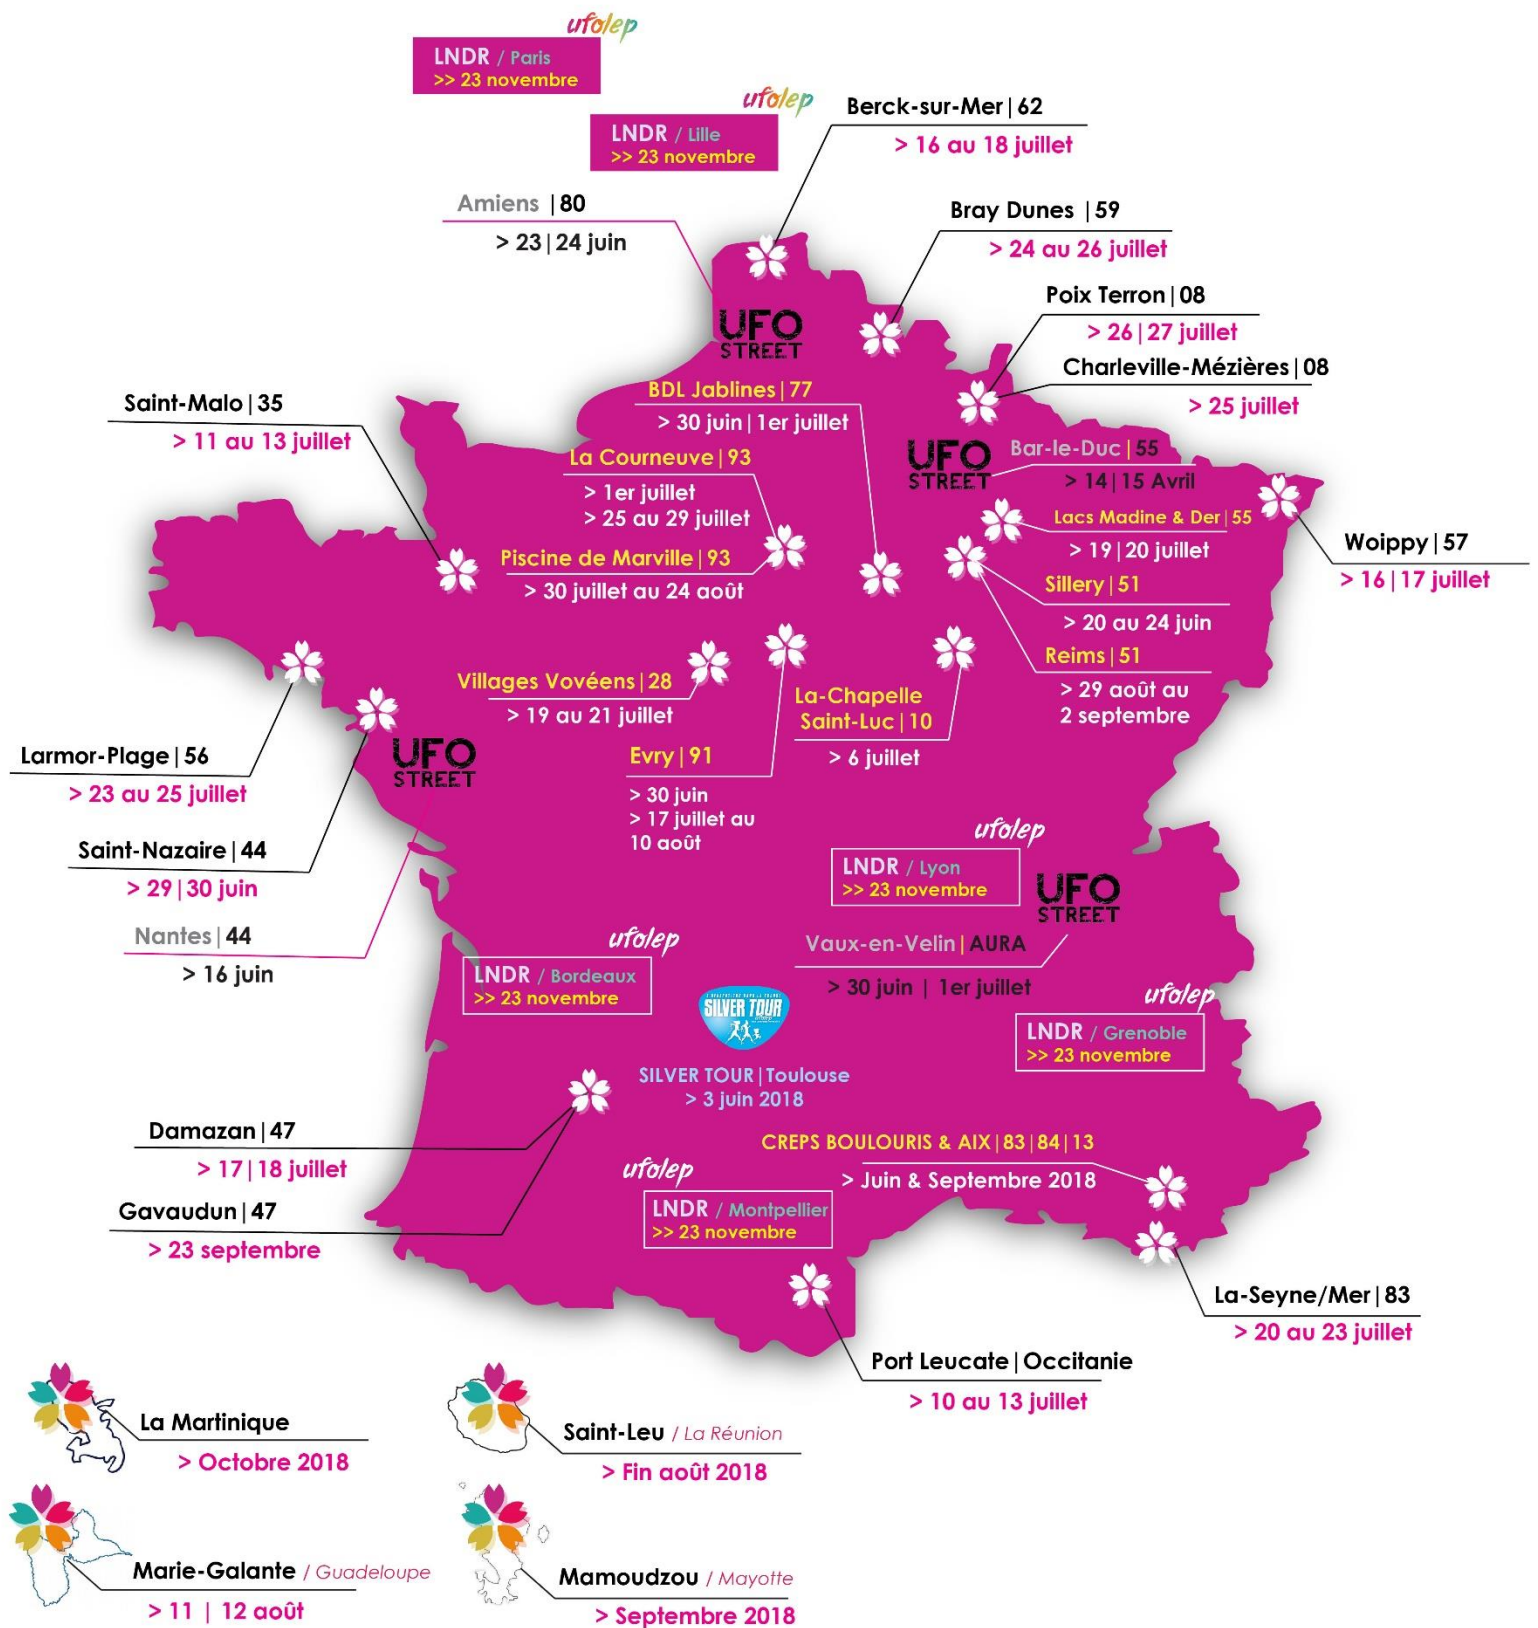 ufolep
LNDR / Paris
>> 23 novembre
ufolep
LNDR / Lille
>> 23 novembre
Berck-sur-Mer|62
> 16 au 18 juillet
Amiens |80
> 23|24 juin
Bray Dunes |59
> 24 au 26 juillet
UFO
STREET
Poix Terron|08
> 26|27 juillet
Charleville-Mézières|08
> 25 juillet
Saint-Malo|35
> 11 au 13 juillet
BDL Jablines|77
> 30 juin|1er juillet
La Courneuve|93
> 1er juillet
> 25 au 29 juillet
Piscine de Marville|93
> 30 juillet au 24 août
UFO
STREET
Bar-le-Duc|55
> 14|15 Avril
Lacs Madine & Der|55
> 19|20 juillet
Sillery|51
> 20 au 24 juin
Reims|51
> 29 août au
2 septembre
Woippy|57
> 16|17 juillet
Villages Vovéens|28
> 19 au 21 juillet
La-Chapelle
Saint-Luc|10
> 6 juillet
Evry|91
> 30 juin
> 17 juillet au
10 août
Larmor-Plage|56
> 23 au 25 juillet
UFO
STREET
Saint-Nazaire|44
> 29|30 juin
Nantes|44
> 16 juin
ufolep
LNDR / Lyon
>> 23 novembre
UFO
STREET
Vaux-en-Velin|AURA
> 30 juin | 1er juillet
ufolep
LNDR / Bordeaux
>> 23 novembre
SILVER TOUR
SILVER TOUR|Toulouse
> 3 juin 2018
ufolep
LNDR / Grenoble
>> 23 novembre
Damazan|47
> 17|18 juillet
Gavaudun|47
> 23 septembre
CREPS BOULOURIS & AIX|83|84|13
> Juin & Septembre 2018
ufolep
LNDR / Montpellier
>> 23 novembre
La-Seyne/Mer|83
> 20 au 23 juillet
Port Leucate|Occitanie
> 10 au 13 juillet
La Martinique
> Octobre 2018
Saint-Leu / La Réunion
> Fin août 2018
Marie-Galante / Guadeloupe
> 11 | 12 août
Mamoudzou / Mayotte
> Septembre 2018